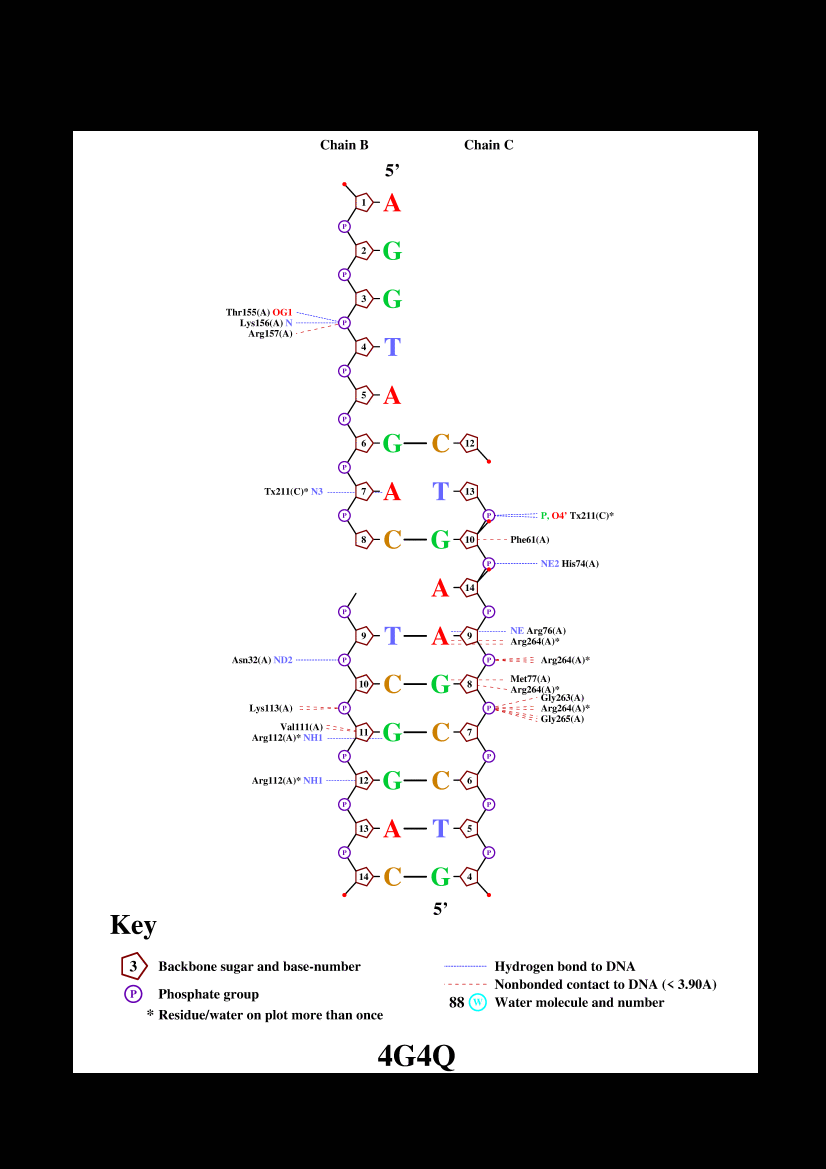 Chain B Chain C
5’
1 A
P
2 G
P
3 G
Thr155(A) OG1
Lys156(A) N P
Arg157(A)
4 T
P
5 A
P
6 G C 12
P
Tx211(C)* N3 7 A T 13
P P P, O4’ Tx211(C)*
8 C G 10 Phe61(A)
P NE2 His74(A)
A 14
P P
NE Arg76(A)
9 T A 9
Arg264(A)*
Asn32(A) ND2 P P Arg264(A)*
Met77(A)
10 C G 8
Arg264(A)*
Gly263(A)
Lys113(A) P P Arg264(A)*
Gly265(A)
Val111(A)
11 G C 7
Arg112(A)* NH1
P P
Arg112(A)* NH1 12 G C 6
P P
13 A T 5
P P
14 C G 4
5’
Key
3 Backbone sugar and base-number
P Phosphate group
* Residue/water on plot more than once
Hydrogen bond to DNA
Nonbonded contact to DNA (< 3.90A)
88 W Water molecule and number
4G4Q